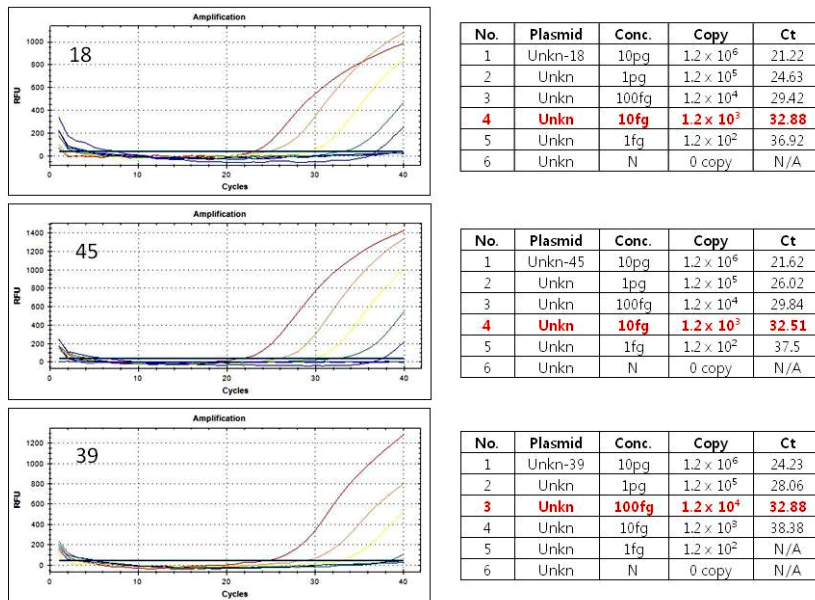 Amplification
18
1000
800
600
400
200
0
RFU
0 10 20 30 40
Cycles
No. Plasmid Conc. Copy Ct
1 Unkn-18 10pg 1.2 x 10⁶ 21.22
2 Unkn 1pg 1.2 x 10⁵ 24.63
3 Unkn 100fg 1.2 x 10⁴ 29.42
4 Unkn 10fg 1.2 x 10³ 32.88
5 Unkn 1fg 1.2 x 10² 36.92
6 Unkn N 0 copy N/A
Amplification
45
1400
1200
1000
800
600
400
200
0
RFU
0 10 20 30 40
Cycles
No. Plasmid Conc. Copy Ct
1 Unkn-45 10pg 1.2 x 10⁶ 21.62
2 Unkn 1pg 1.2 x 10⁵ 26.02
3 Unkn 100fg 1.2 x 10⁴ 29.84
4 Unkn 10fg 1.2 x 10³ 32.51
5 Unkn 1fg 1.2 x 10² 37.5
6 Unkn N 0 copy N/A
Amplification
39
1200
1000
800
600
400
200
0
RFU
0 10 20 30 40
Cycles
No. Plasmid Conc. Copy Ct
1 Unkn-39 10pg 1.2 x 10⁶ 24.23
2 Unkn 1pg 1.2 x 10⁵ 28.06
3 Unkn 100fg 1.2 x 10⁴ 32.88
4 Unkn 10fg 1.2 x 10³ 38.38
5 Unkn 1fg 1.2 x 10² N/A
6 Unkn N 0 copy N/A